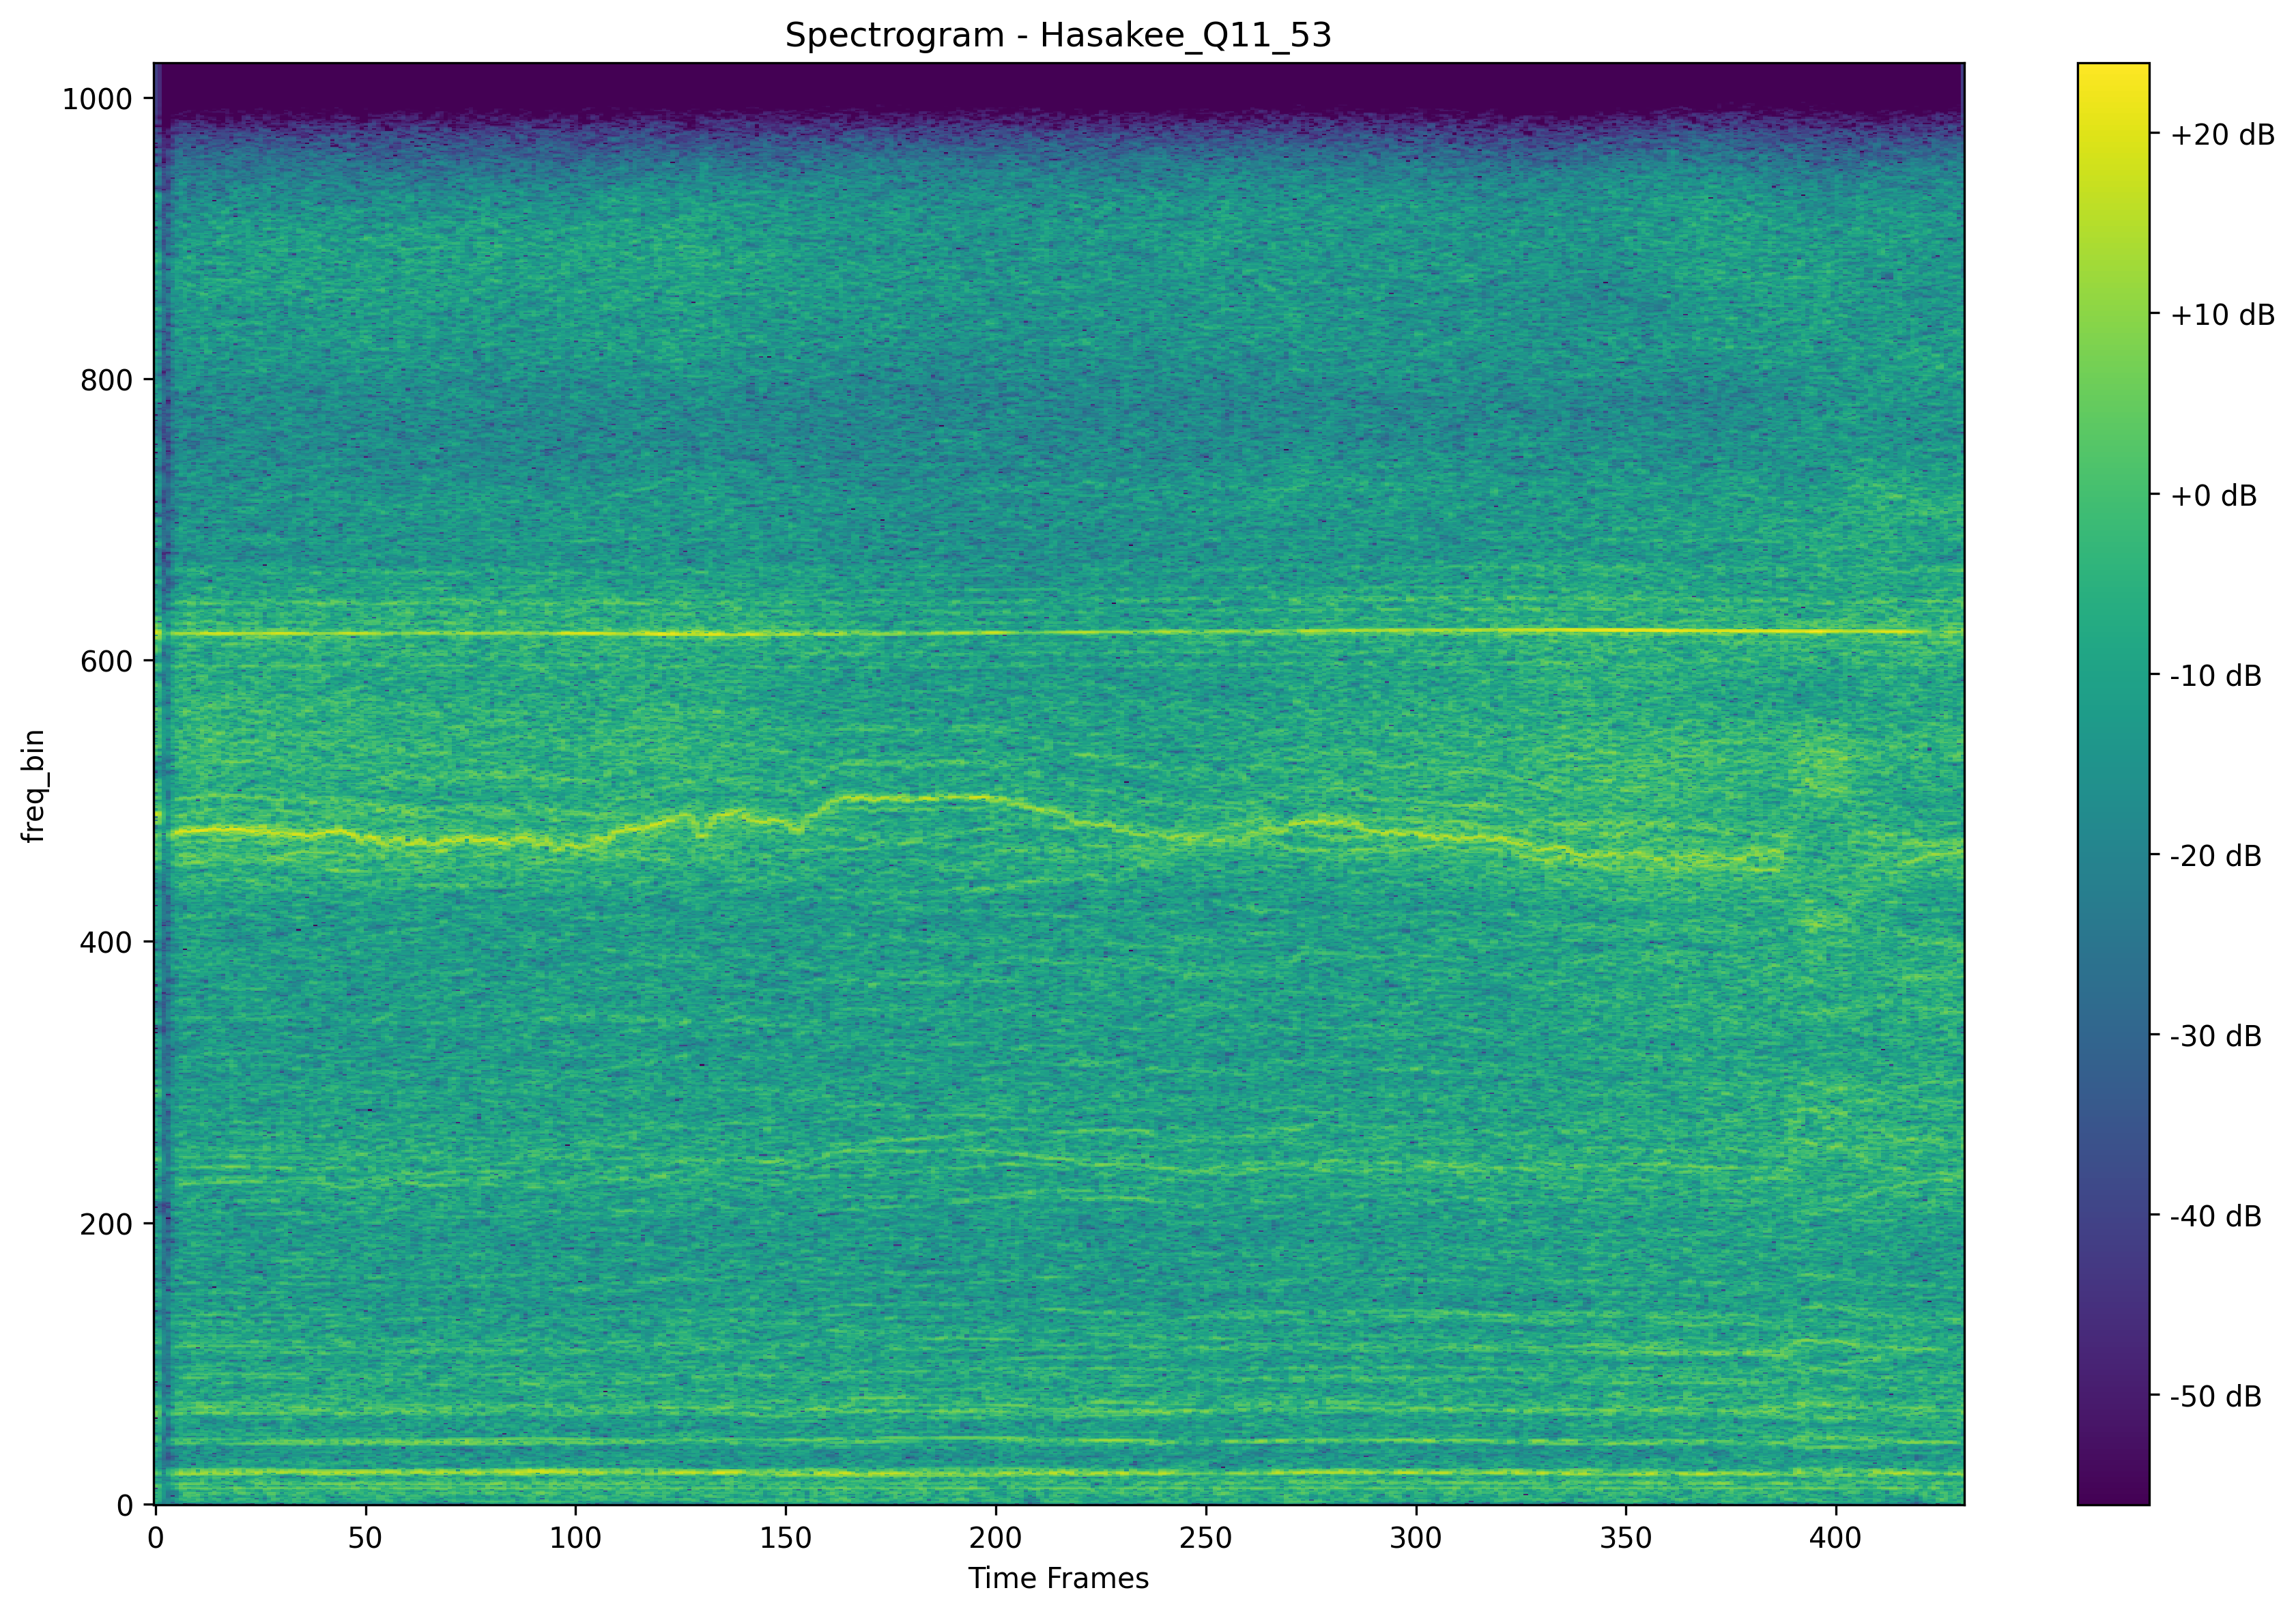 Spectrogram - Hasakee_Q11_53
1000
800
600
400
200
0
freq_bin
0 50 100 150 200 250 300 350 400
Time Frames
+20 dB
+10 dB
+0 dB
-10 dB
-20 dB
-30 dB
-40 dB
-50 dB